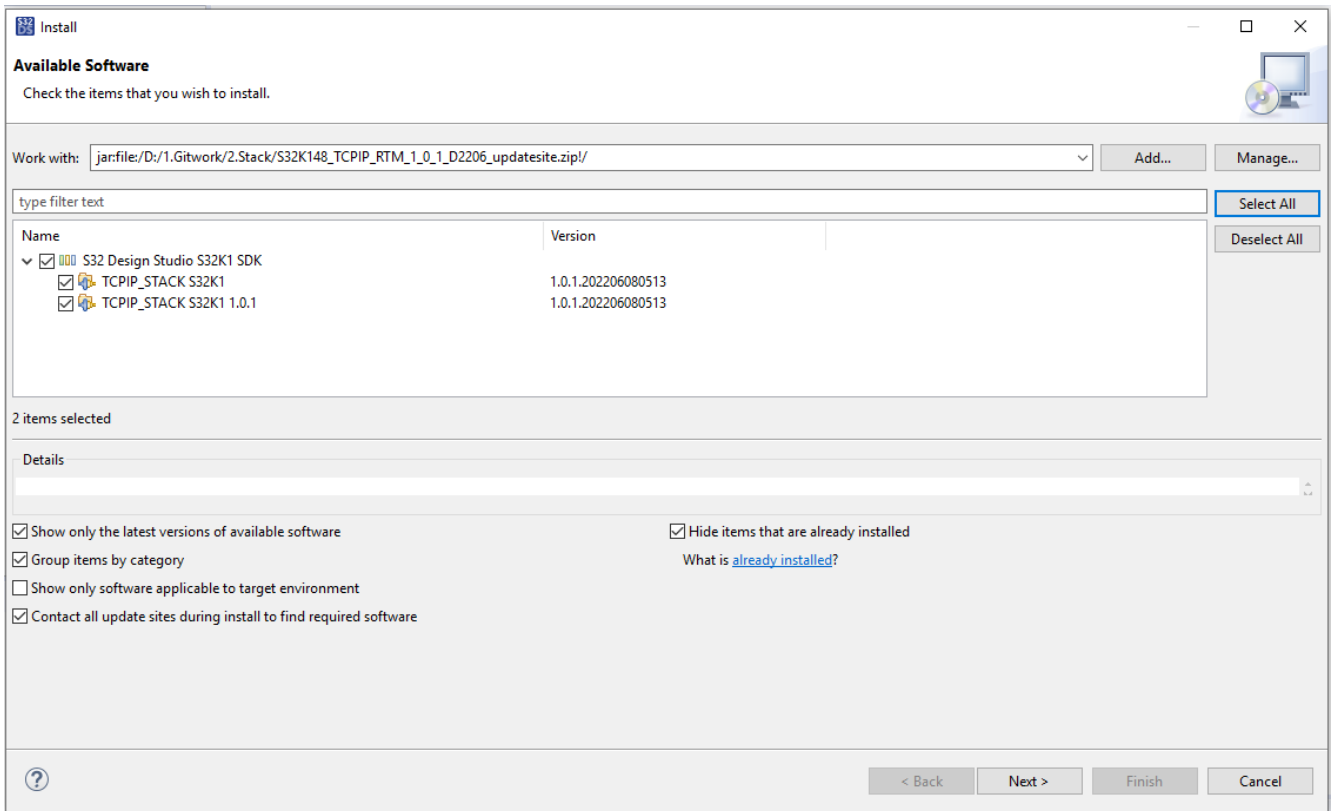 S32
DS
Install
Available Software
Check the items that you wish to install.
Work with: jar:file:/D:/1.Gitwork/2.Stack/S32K148_TCPIP_RTM_1_0_1_D2206_updatesite.zip!/ Add... Manage...
type filter text Select All
Name Version Deselect All
S32 Design Studio S32K1 SDK
TCPIP_STACK S32K1 1.0.1.202206080513
TCPIP_STACK S32K1 1.0.1 1.0.1.202206080513
2 items selected
Details
Show only the latest versions of available software Hide items that are already installed
Group items by category What is already installed?
Show only software applicable to target environment
Contact all update sites during install to find required software
? < Back Next > Finish Cancel